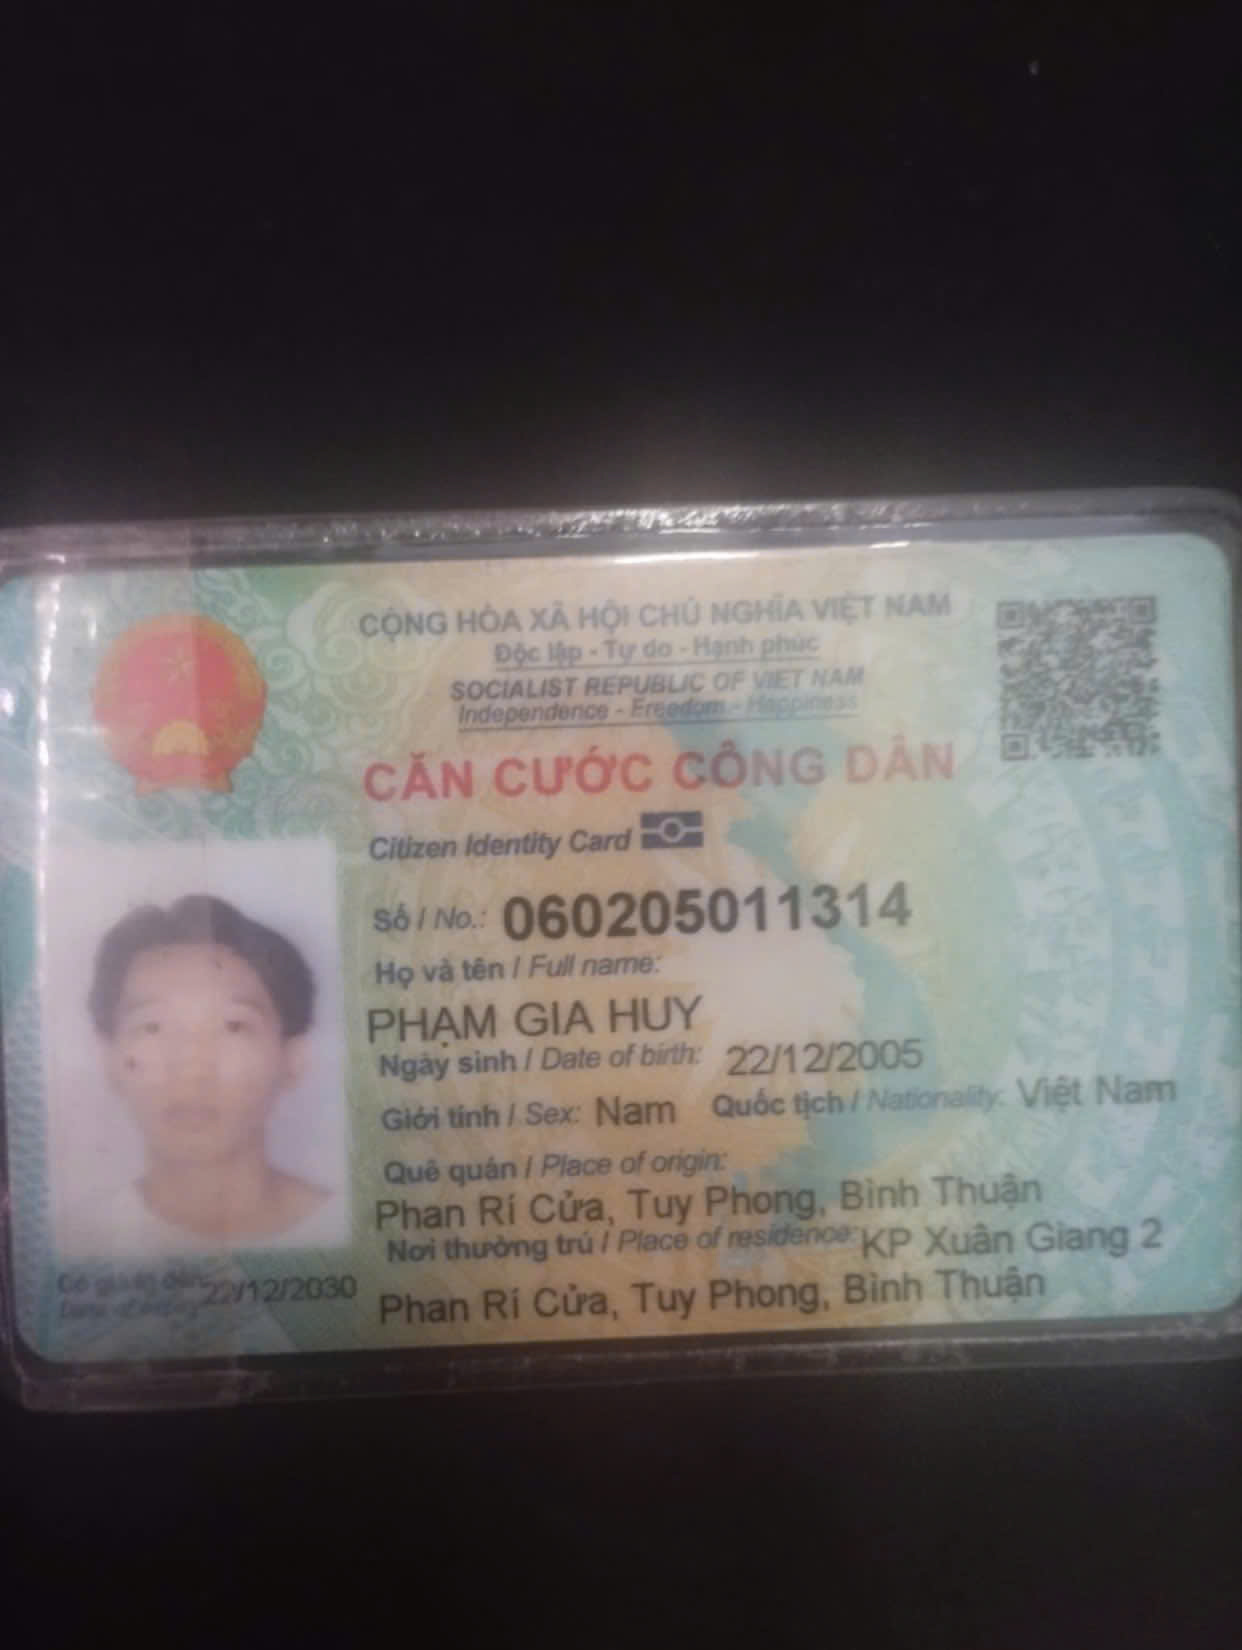 CỘNG HÒA XÃ HỘI CHỦ NGHĨA VIỆT NAM
Độc lập - Tự do - Hạnh phúc
SOCIALIST REPUBLIC OF VIET NAM
Independence - Freedom - Happiness
CĂN CƯỚC CÔNG DÂN
Citizen Identity Card
Số / No.: 060205011314
Họ và tên / Full name:
PHẠM GIA HUY
Ngày sinh / Date of birth: 22/12/2005
Giới tính / Sex: Nam Quốc tịch / Nationality: Việt Nam
Quê quán / Place of origin:
Phan Rí Cửa, Tuy Phong, Bình Thuận
Nơi thường trú / Place of residence: KP Xuân Giang 2
Phan Rí Cửa, Tuy Phong, Bình Thuận
Có giá trị đến: 22/12/2030